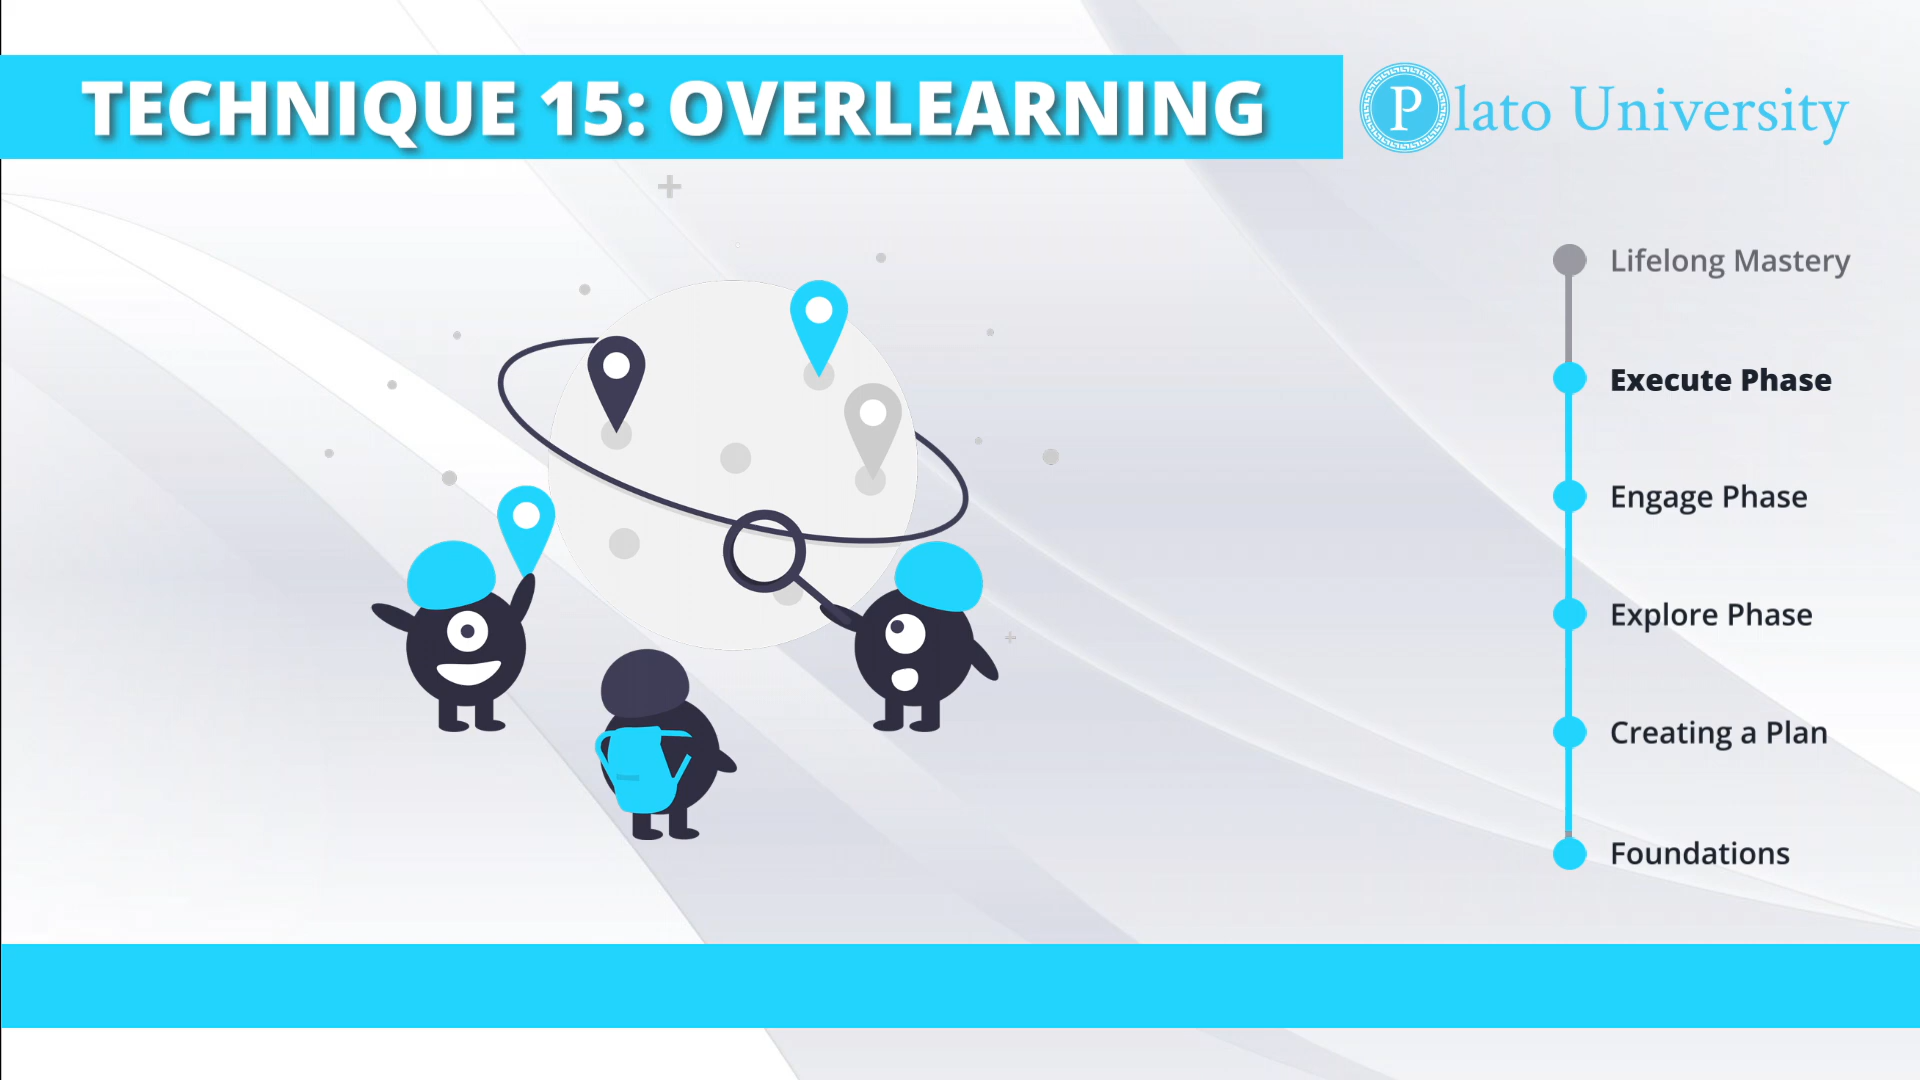 TECHNIQUE 15: OVERLEARNING
Plato University
Lifelong Mastery
Execute Phase
Engage Phase
Explore Phase
Creating a Plan
Foundations